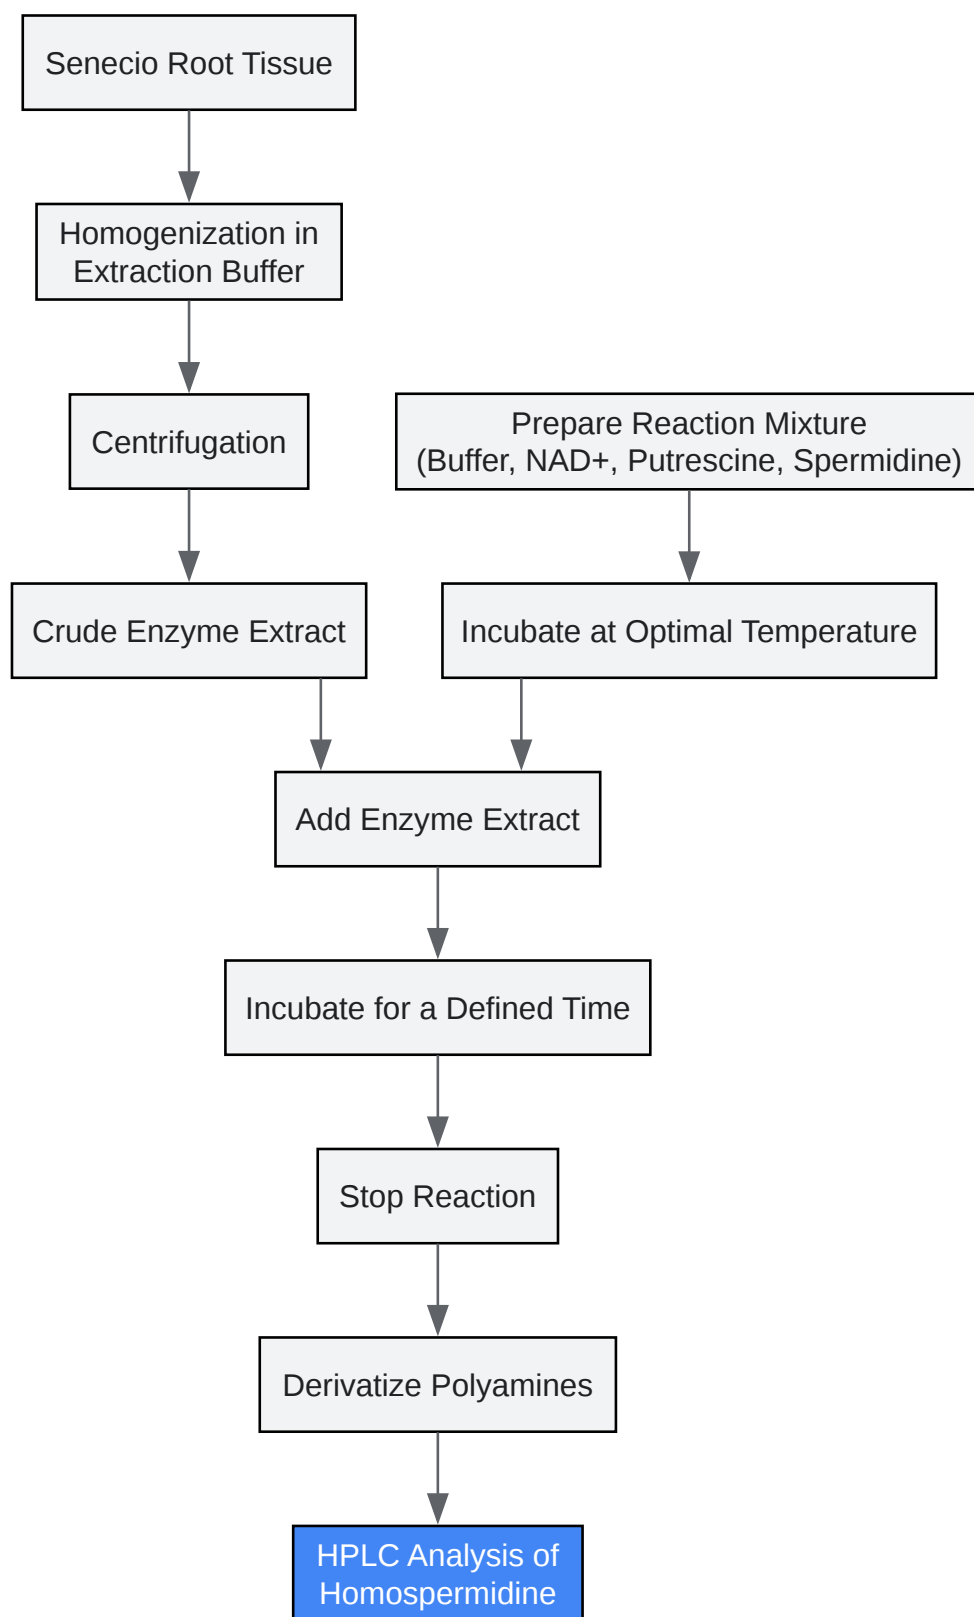 Senecio Root Tissue
Homogenization in
Extraction Buffer
Centrifugation
Prepare Reaction Mixture
(Buffer, NAD+, Putrescine, Spermidine)
Crude Enzyme Extract
Incubate at Optimal Temperature
Add Enzyme Extract
Incubate for a Defined Time
Stop Reaction
Derivatize Polyamines
HPLC Analysis of
Homospermidine